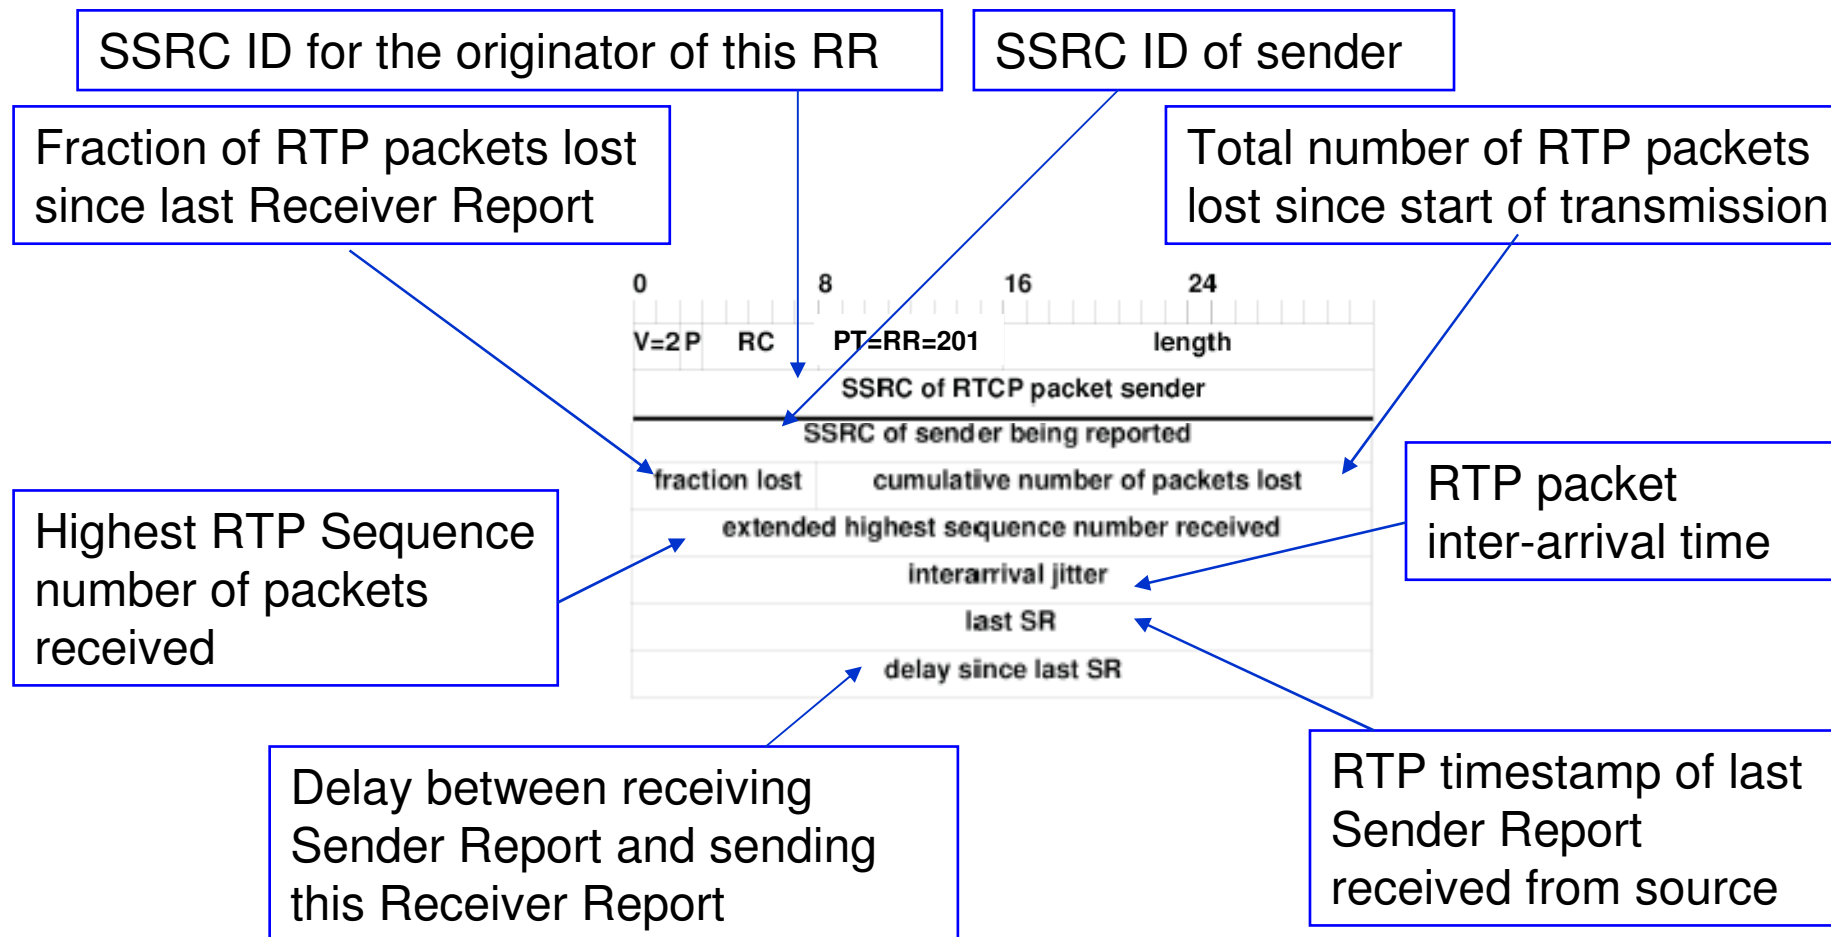 SSRC ID for the originator of this RR
SSRC ID of sender
Fraction of RTP packets lost
since last Receiver Report
Total number of RTP packets
lost since start of transmission
0 8 16 24
V=2 P RC PT=RR=201 length
SSRC of RTCP packet sender
SSRC of sender being reported
fraction lost cumulative number of packets lost
extended highest sequence number received
interarrival jitter
last SR
delay since last SR
Highest RTP Sequence
number of packets
received
RTP packet
inter-arrival time
Delay between receiving
Sender Report and sending
this Receiver Report
RTP timestamp of last
Sender Report
received from source